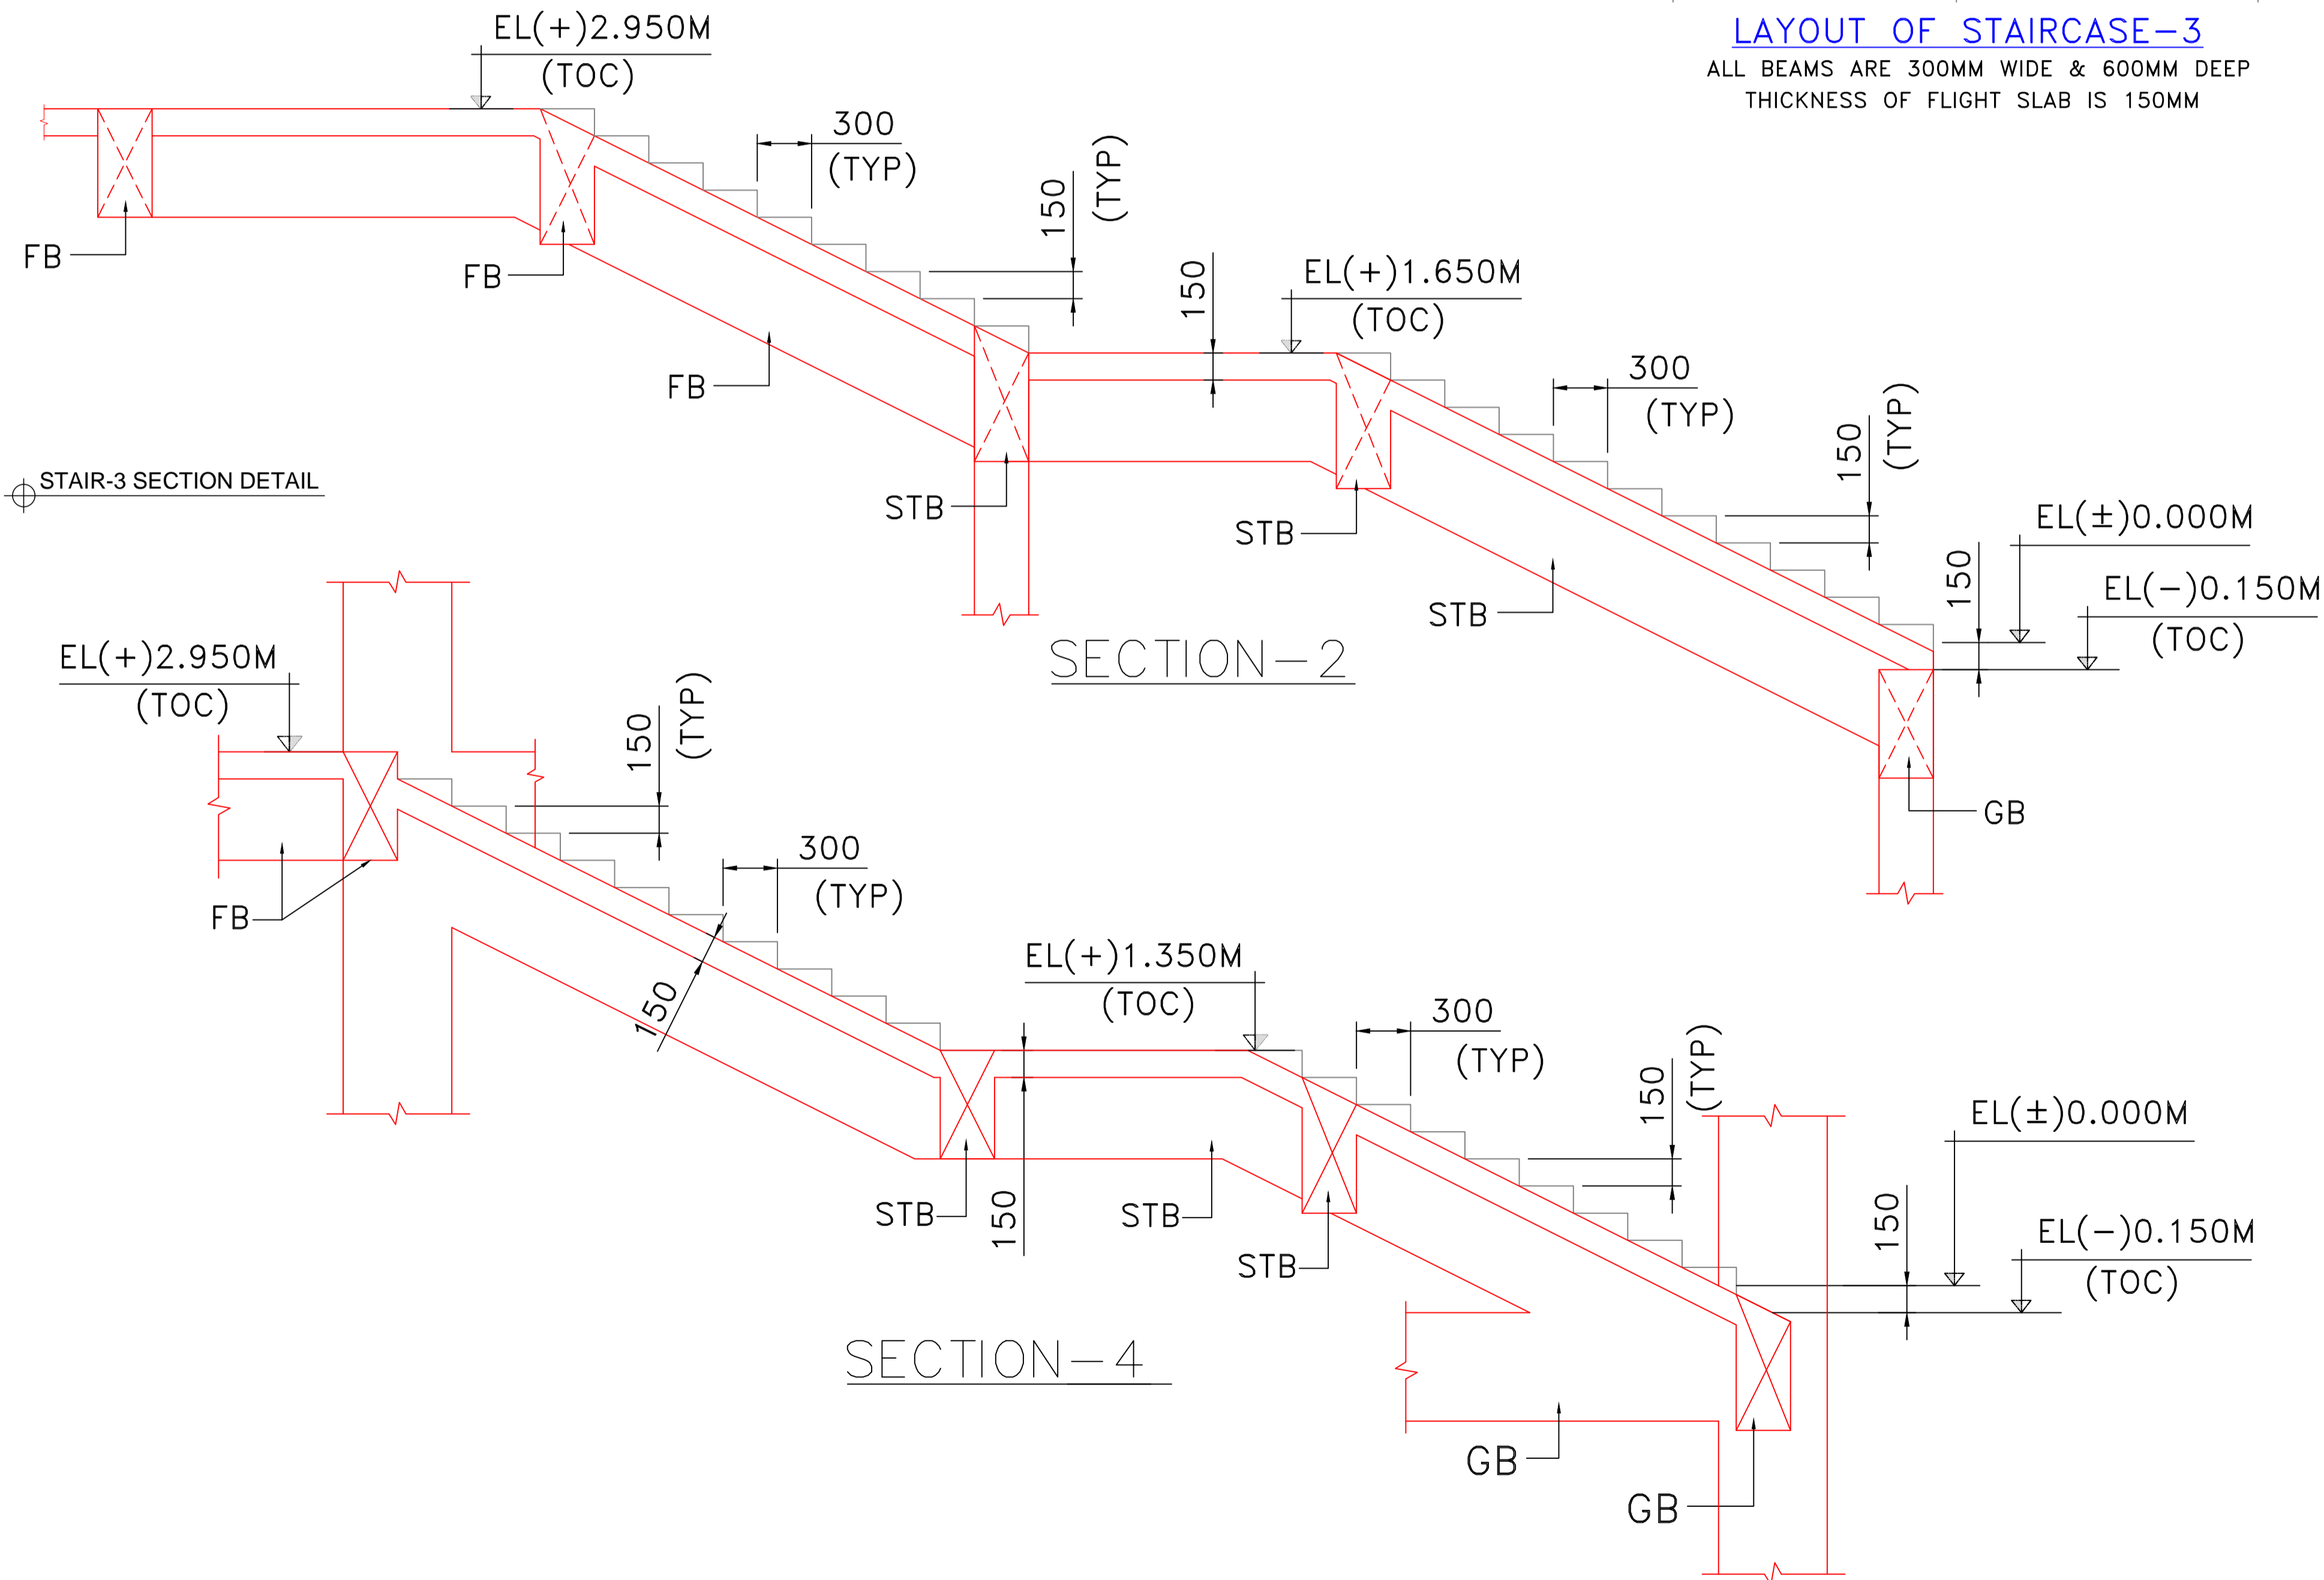 LAYOUT OF STAIRCASE-3
ALL BEAMS ARE 300MM WIDE & 600MM DEEP
THICKNESS OF FLIGHT SLAB IS 150MM
EL(+)2.950M
(TOC)
300
(TYP)
150
(TYP)
FB
FB
FB
150
EL(+)1.650M
(TOC)
300
(TYP)
150
(TYP)
STAIR-3 SECTION DETAIL
STB
STB
STB
EL(±)0.000M
150
EL(-)0.150M
(TOC)
GB
SECTION-2
EL(+)2.950M
(TOC)
150
(TYP)
300
(TYP)
FB
150
EL(+)1.350M
(TOC)
300
(TYP)
150
(TYP)
STB
150
STB
STB
EL(±)0.000M
150
EL(-)0.150M
(TOC)
SECTION-4
GB
GB